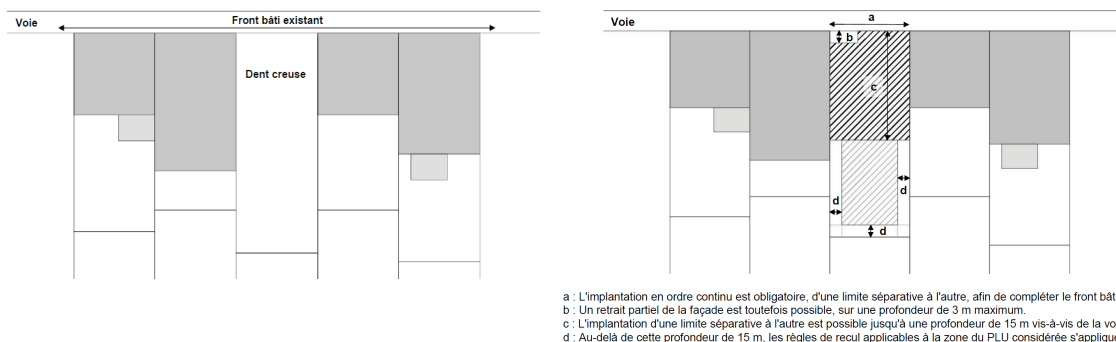 Voie
Front bâti existant
Dent creuse
Voie
a
b
c
d
d
d
a : L'implantation en ordre continu est obligatoire, d'une limite séparative à l'autre, afin de compléter le front bât
b : Un retrait partiel de la façade est toutefois possible, sur une profondeur de 3 m maximum.
c : L'implantation d'une limite séparative à l'autre est possible jusqu'à une profondeur de 15 m vis-à-vis de la vo
d : Au-delà de cette profondeur de 15 m, les règles de recul applicables à la zone du PLU considérée s'applique